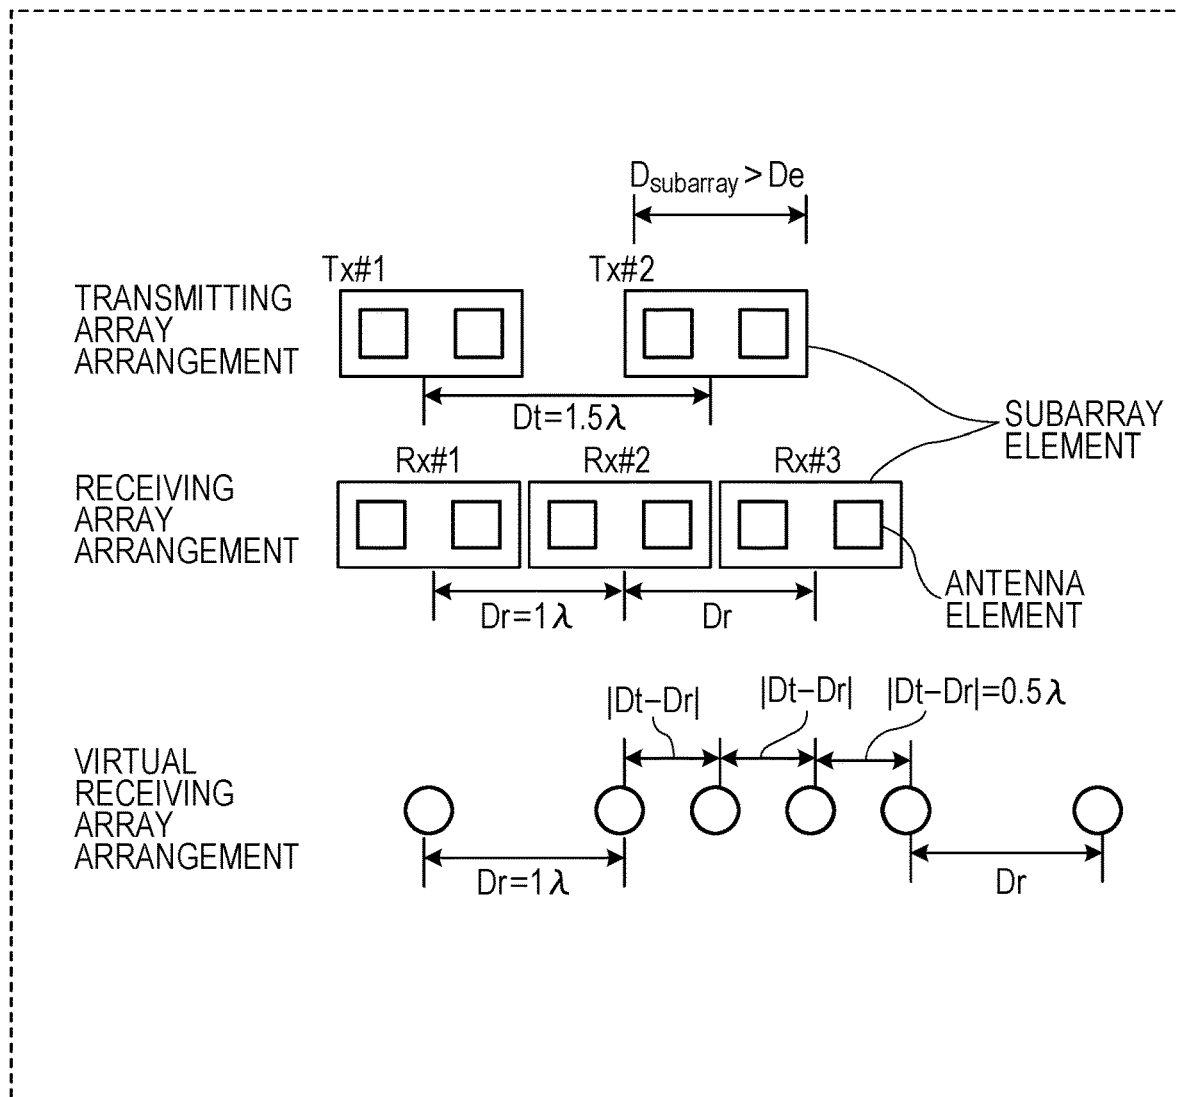 Dsubarray > De
Tx#1
Tx#2
TRANSMITTING
ARRAY
ARRANGEMENT
Dt=1.5λ
SUBARRAY
ELEMENT
Rx#1
Rx#2
Rx#3
RECEIVING
ARRAY
ARRANGEMENT
Dr=1λ
Dr
ANTENNA
ELEMENT
|Dt−Dr|
|Dt−Dr|
|Dt−Dr|=0.5λ
VIRTUAL
RECEIVING
ARRAY
ARRANGEMENT
Dr=1λ
Dr